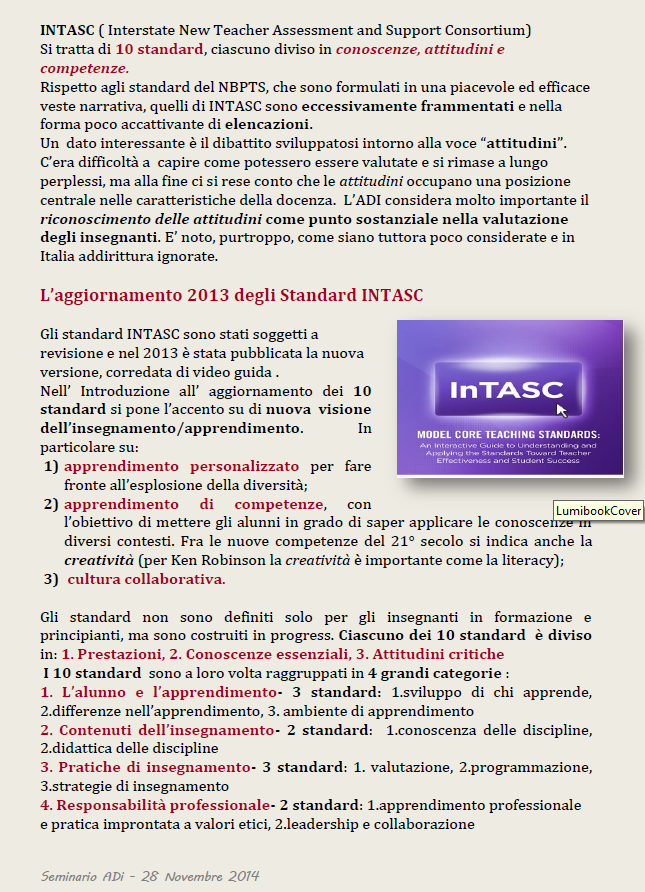 INTASC ( Interstate New Teacher Assessment and Support Consortium)
Si tratta di 10 standard, ciascuno diviso in conoscenze, attitudini e
competenze.
Rispetto agli standard del NBPTS, che sono formulati in una piacevole ed efficace
veste narrativa, quelli di INTASC sono eccessivamente frammentati e nella
forma poco accattivante di elencazioni.
Un dato interessante è il dibattito sviluppatosi intorno alla voce “attitudini”.
C’era difficoltà a capire come potessero essere valutate e si rimase a lungo
perplessi, ma alla fine ci si rese conto che le attitudini occupano una posizione
centrale nelle caratteristiche della docenza. L’ADI considera molto importante il
riconoscimento delle attitudini come punto sostanziale nella valutazione
degli insegnanti. E’ noto, purtroppo, come siano tuttora poco considerate e in
Italia addirittura ignorate.
L’aggiornamento 2013 degli Standard INTASC
Gli standard INTASC sono stati soggetti a
revisione e nel 2013 è stata pubblicata la nuova
versione, corredata di video guida .
Nell’ Introduzione all’ aggiornamento dei 10
standard si pone l’accento su di nuova visione
dell’insegnamento/apprendimento. In
particolare su:
1) apprendimento personalizzato per fare
fronte all’esplosione della diversità;
2) apprendimento di competenze, con
l’obiettivo di mettere gli alunni in grado di saper applicare le conoscenze in
diversi contesti. Fra le nuove competenze del 21° secolo si indica anche la
creatività (per Ken Robinson la creatività è importante come la literacy);
3) cultura collaborativa.
InTASC
MODEL CORE TEACHING STANDARDS:
An Interactive Guide to Understanding and
Applying the Standards Toward Teacher
Effectiveness and Student Success
LumibookCover
Gli standard non sono definiti solo per gli insegnanti in formazione e
principianti, ma sono costruiti in progress. Ciascuno dei 10 standard è diviso
in: 1. Prestazioni, 2. Conoscenze essenziali, 3. Attitudini critiche
I 10 standard sono a loro volta raggruppati in 4 grandi categorie :
1. L’alunno e l’apprendimento- 3 standard: 1.sviluppo di chi apprende,
2.differenze nell’apprendimento, 3. ambiente di apprendimento
2. Contenuti dell’insegnamento- 2 standard: 1.conoscenza delle discipline,
2.didattica delle discipline
3. Pratiche di insegnamento- 3 standard: 1. valutazione, 2.programmazione,
3.strategie di insegnamento
4. Responsabilità professionale- 2 standard: 1.apprendimento professionale
e pratica improntata a valori etici, 2.leadership e collaborazione
Seminario ADi - 28 Novembre 2014